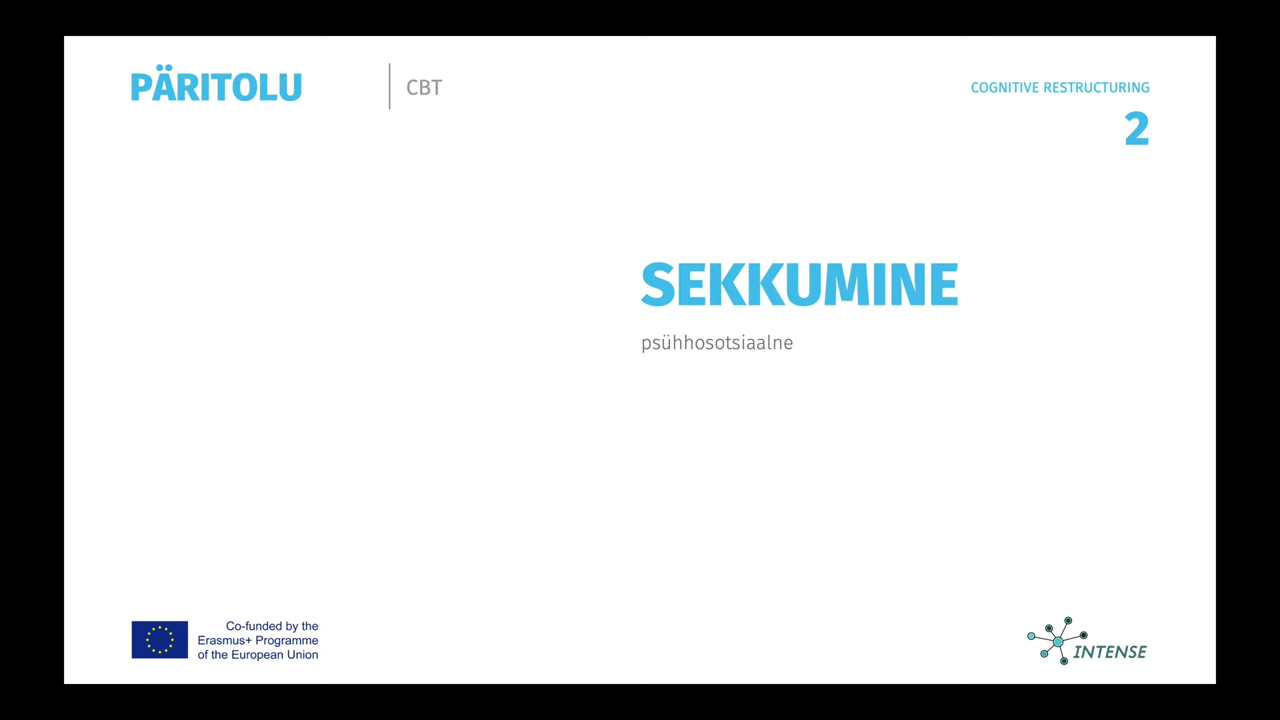 PÄRITOLU
CBT
COGNITIVE RESTRUCTURING
2
SEKKUMINE
psühhosotsiaalne
Co-funded by the
Erasmus+ Programme
of the European Union
INTENSE